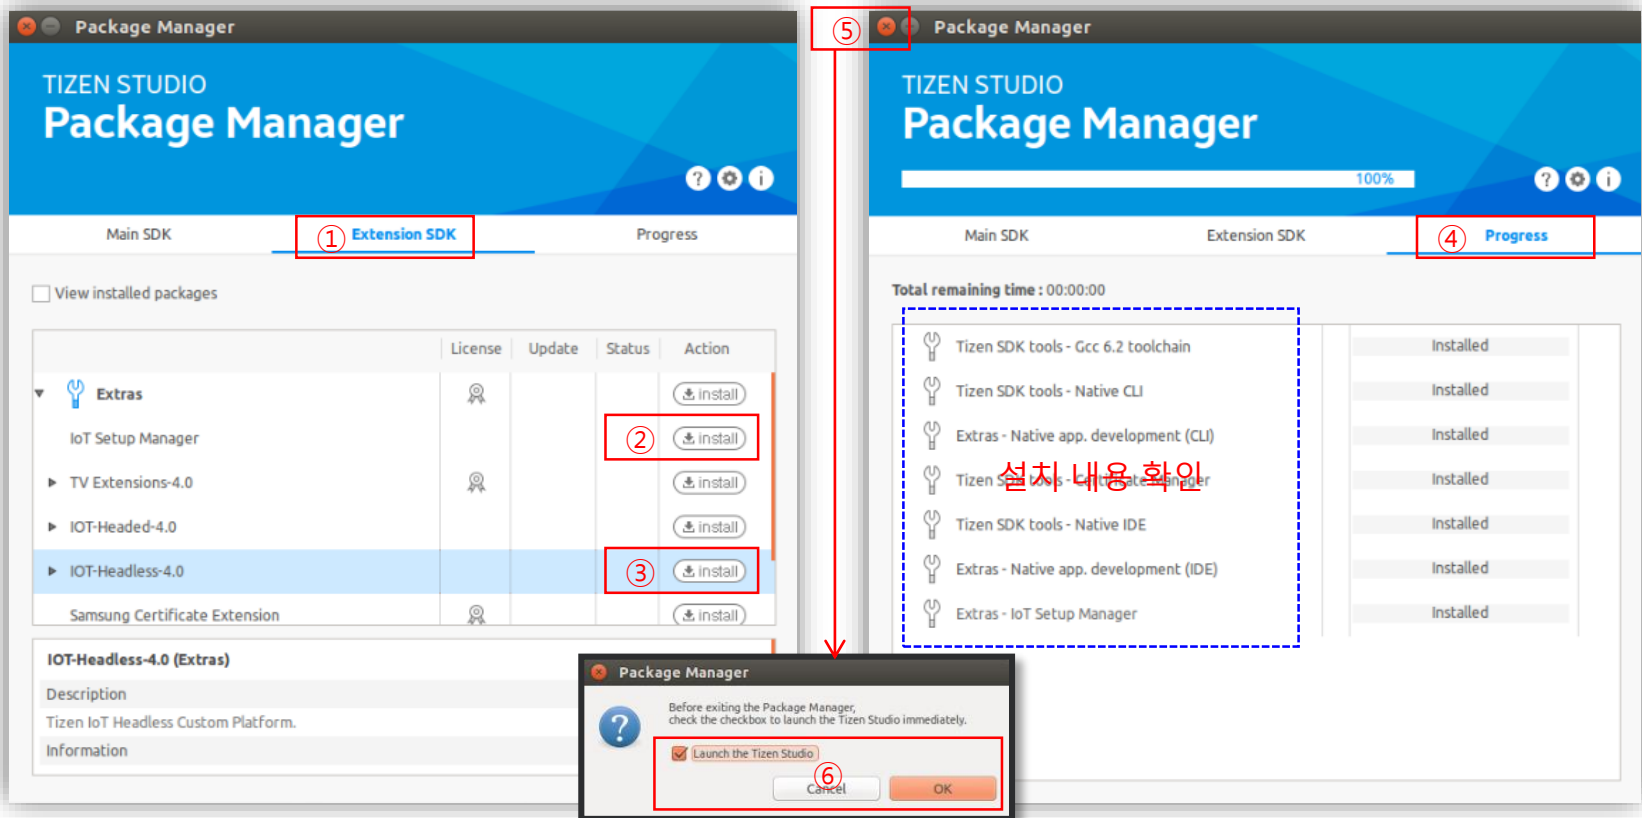 Package Manager
TIZEN STUDIO
Package Manager
Main SDK
① Extension SDK
Progress
View installed packages
License Update Status Action
Extras install
IoT Setup Manager ② install
TV Extensions-4.0 install
IOT-Headed-4.0 install
IOT-Headless-4.0 ③ install
Samsung Certificate Extension install
IOT-Headless-4.0 (Extras)
Description
Tizen IoT Headless Custom Platform.
Information
⑤
Package Manager
TIZEN STUDIO
Package Manager
100%
Main SDK
Extension SDK
④ Progress
Total remaining time : 00:00:00
Tizen SDK tools - Gcc 6.2 toolchain Installed
Tizen SDK tools - Native CLI Installed
Extras - Native app. development (CLI) Installed
Tizen SDK tools - Certificate Manager Installed
설치 내용 확인
Tizen SDK tools - Native IDE Installed
Extras - Native app. development (IDE) Installed
Extras - IoT Setup Manager Installed
Package Manager
Before exiting the Package Manager,
check the checkbox to launch the Tizen Studio immediately.
Launch the Tizen Studio
⑥
Cancel OK